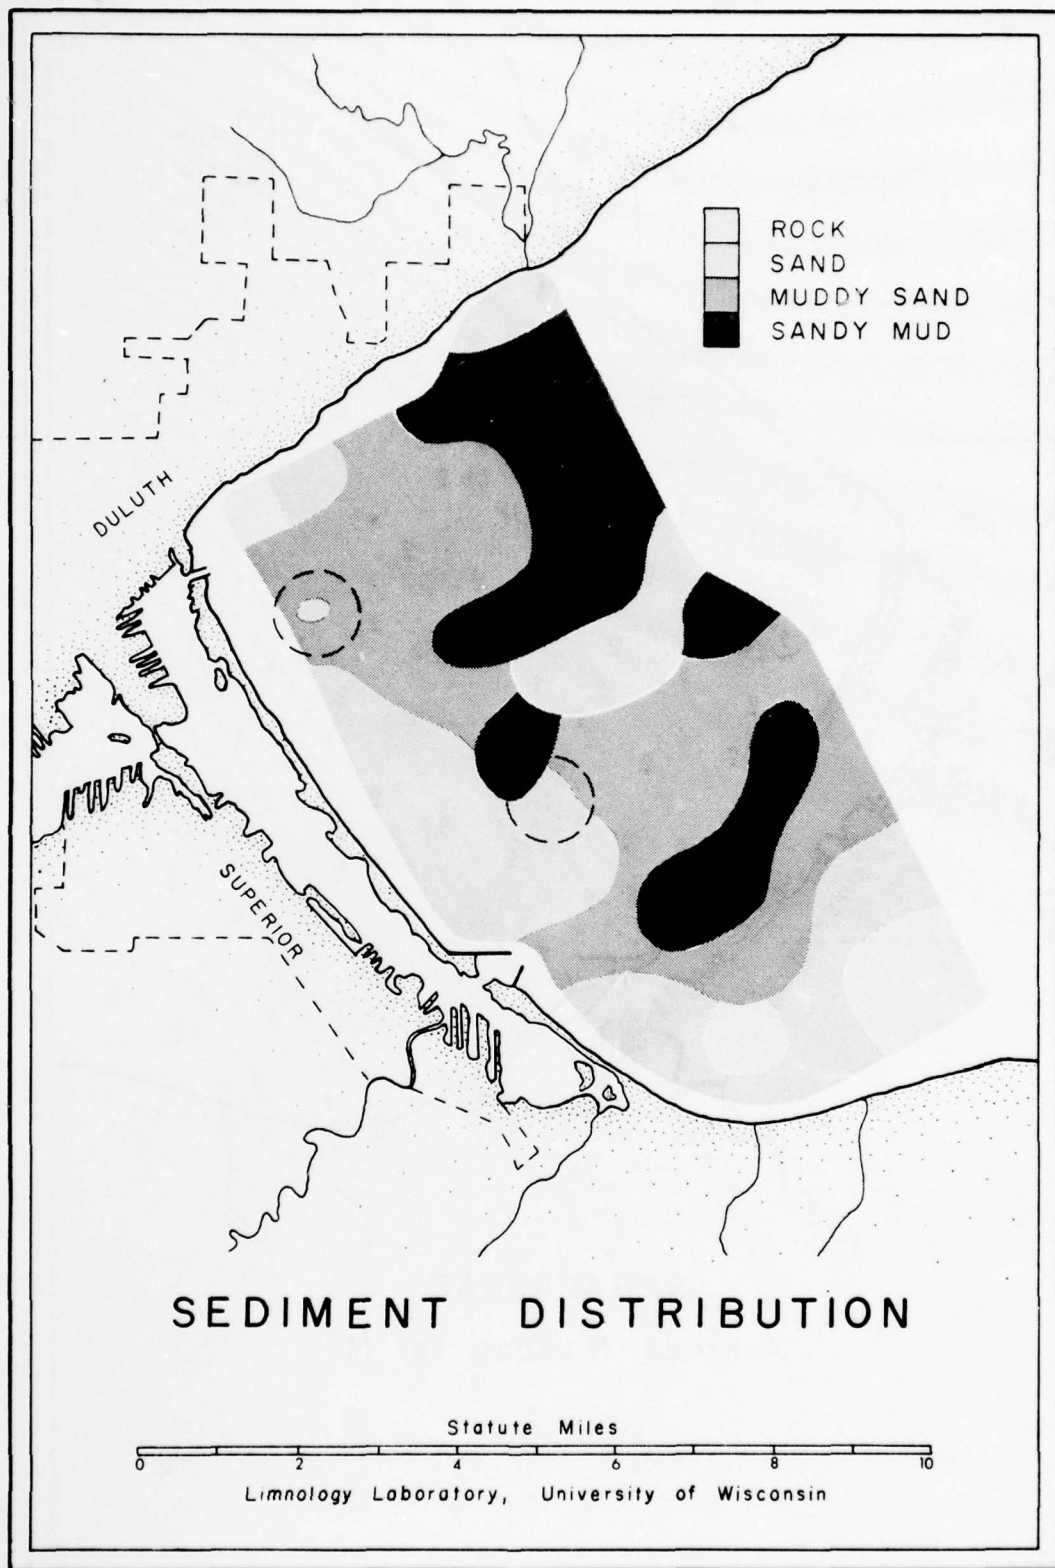 ROCK
SAND
MUDDY SAND
SANDY MUD
DULUTH
SUPERIOR
SEDIMENT DISTRIBUTION
Statute Miles
0 2 4 6 8 10
Limnology Laboratory, University of Wisconsin